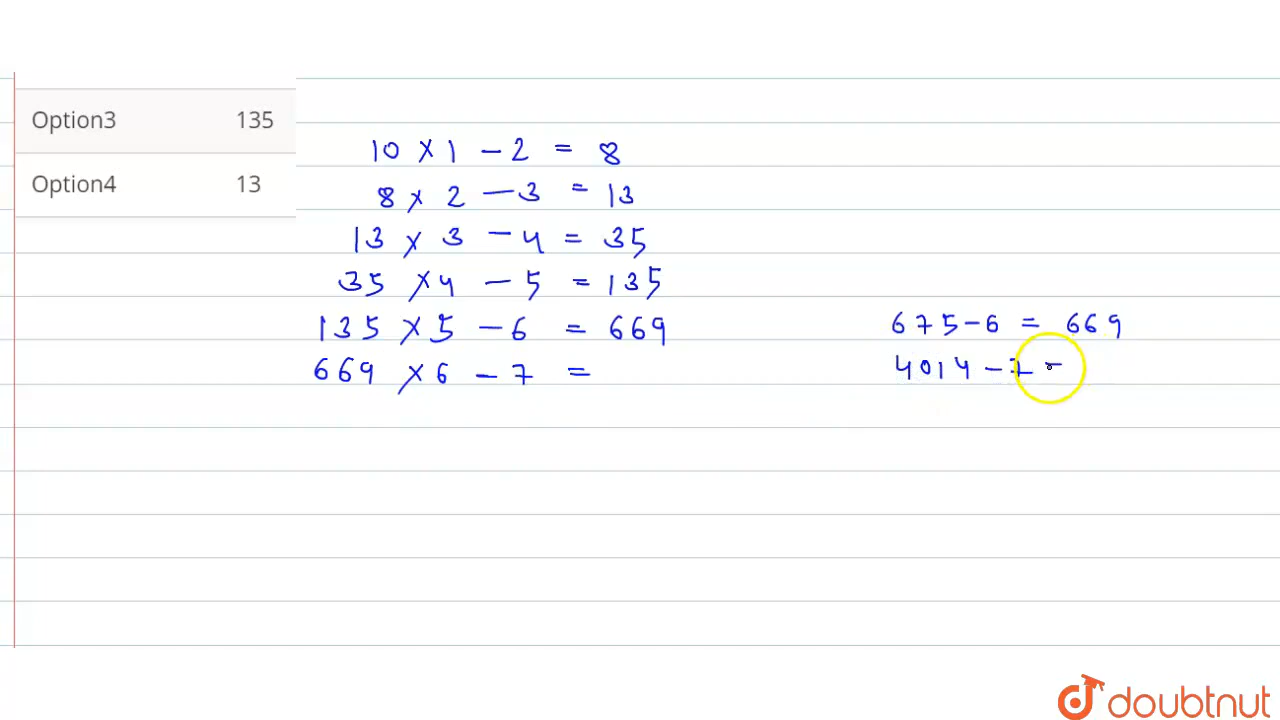 Option3 135
Option4 13
10 × 1 − 2 = 8
8 × 2 − 3 = 13
13 × 3 − 4 = 35
35 × 4 − 5 = 135
135 × 5 − 6 = 669
669 × 6 − 7 =
675 − 6 = 669
4014 − 7 =
doubtnut